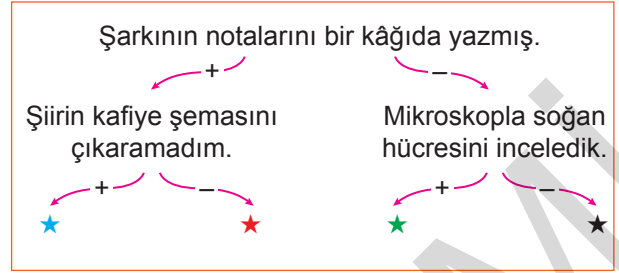 Şarkının notalarını bir kâğıda yazmış.
+ –
Şiirin kafiye şemasını
çıkaramadım.
Mikroskopla soğan
hücresini inceledik.
+ – + –